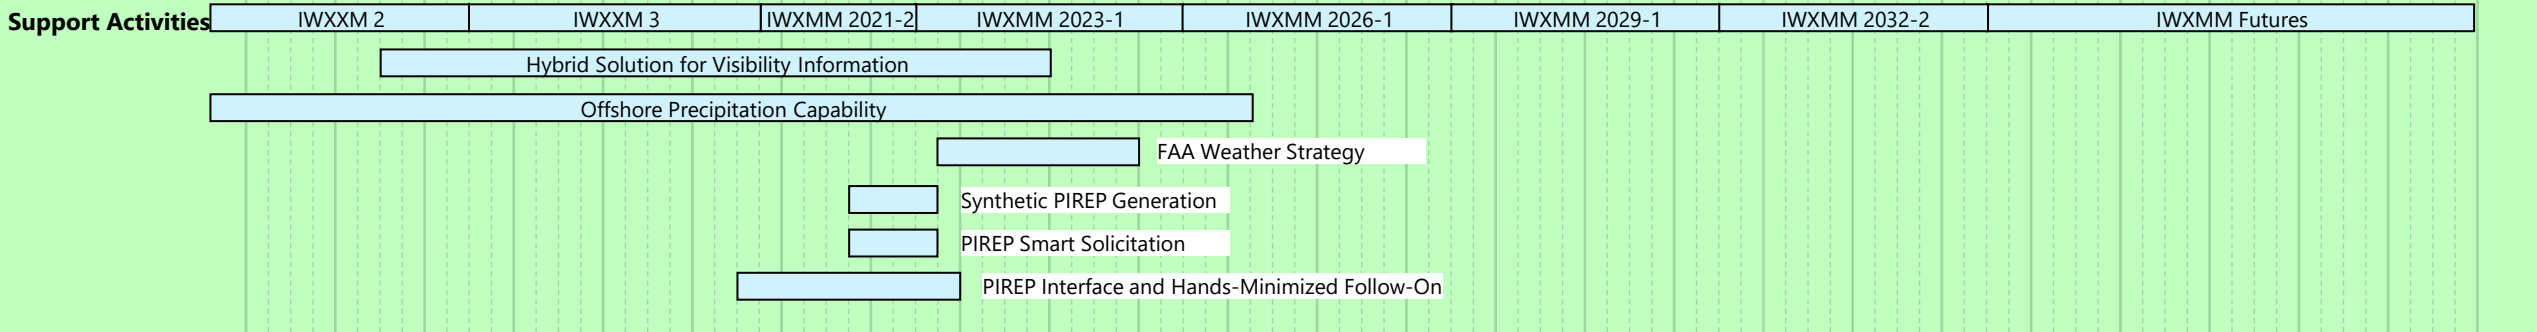 Support Activities
IWXXM 2
IWXXM 3
IWXMM 2021-2
IWXMM 2023-1
IWXMM 2026-1
IWXMM 2029-1
IWXMM 2032-2
IWXMM Futures
Hybrid Solution for Visibility Information
Offshore Precipitation Capability
FAA Weather Strategy
Synthetic PIREP Generation
PIREP Smart Solicitation
PIREP Interface and Hands-Minimized Follow-On